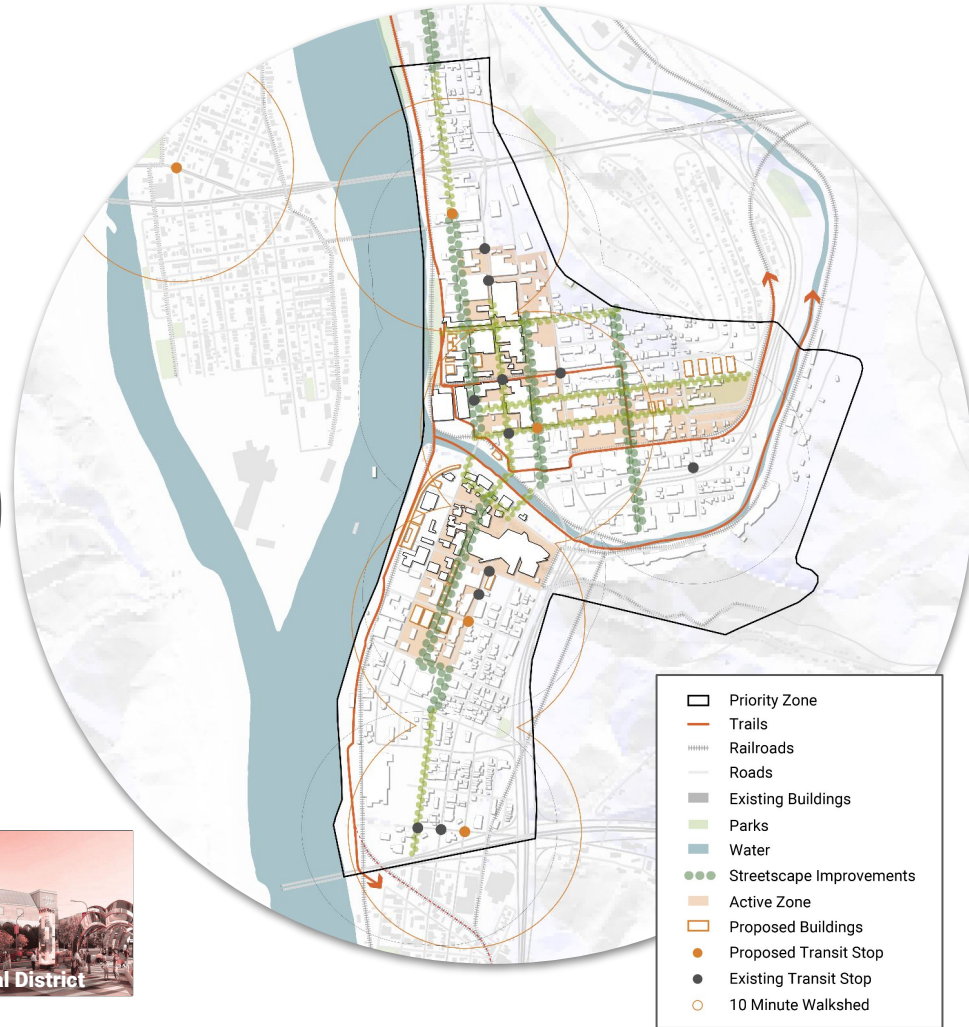 Priority Zone
Trails
Railroads
Roads
Existing Buildings
Parks
Water
Streetscape Improvements
Active Zone
Proposed Buildings
Proposed Transit Stop
Existing Transit Stop
10 Minute Walkshed
District